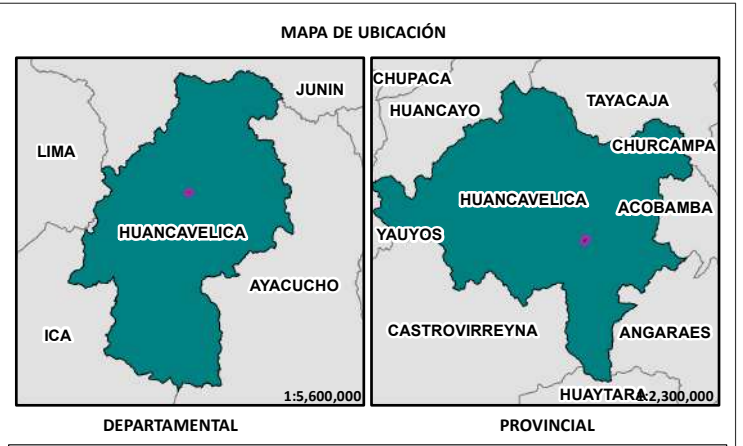 MAPA DE UBICACIÓN
JUNIN
LIMA
HUANCAVELICA
AYACUCHO
ICA
1:5,600,000
DEPARTAMENTAL
CHUPACA
HUANCAYO
TAYACAJA
CHURCAMPA
HUANCAVELICA
ACOBAMBA
YAUYOS
CASTROVIRREYNA
ANGARAES
HUAYTARA
1:2,300,000
PROVINCIAL